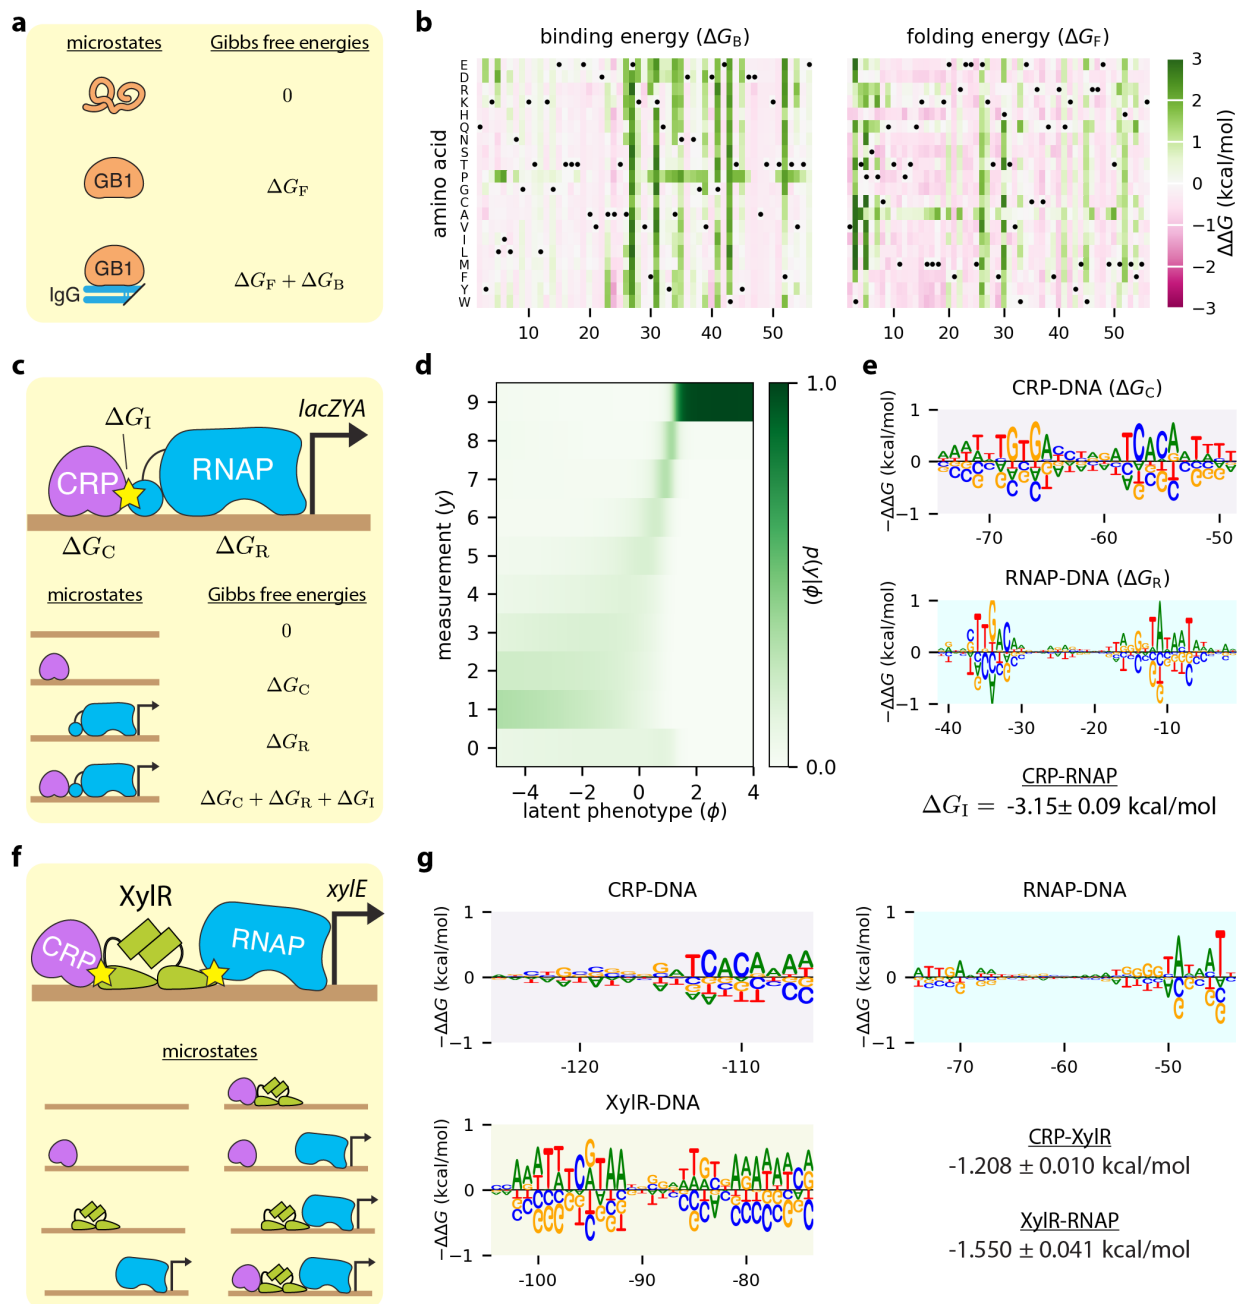 a
microstates Gibbs free energies
0
GB1
ΔG_F
GB1
IgG
ΔG_F + ΔG_B
b
binding energy (ΔG_B) folding energy (ΔG_F)
amino acid
E
D
R
K
H
Q
N
S
T
P
G
C
A
V
I
L
M
F
Y
W
10 20 30 40 50
10 20 30 40 50
3
2
1
0
−1
−2
−3
ΔΔG (kcal/mol)
c
lacZYA
ΔG_I
CRP
RNAP
ΔG_C ΔG_R
microstates Gibbs free energies
0
ΔG_C
ΔG_R
ΔG_C + ΔG_R + ΔG_I
d
measurement (y)
9
8
7
6
5
4
3
2
1
0
−4 −2 0 2 4
latent phenotype (ϕ)
1.0
0.0
p(y|ϕ)
e
CRP-DNA (ΔG_C)
−ΔΔG (kcal/mol)
1
0
−1
-70 -60 -50
RNAP-DNA (ΔG_R)
−ΔΔG (kcal/mol)
1
0
−1
-40 -30 -20 -10
CRP-RNAP
ΔG_I = -3.15± 0.09 kcal/mol
f
XylR
xylE
CRP
RNAP
microstates
g
CRP-DNA
−ΔΔG (kcal/mol)
1
0
−1
-120 -110
RNAP-DNA
−ΔΔG (kcal/mol)
1
0
−1
-70 -60 -50
XylR-DNA
−ΔΔG (kcal/mol)
1
0
−1
-100 -90 -80
CRP-XylR
-1.208 ± 0.010 kcal/mol
XylR-RNAP
-1.550 ± 0.041 kcal/mol